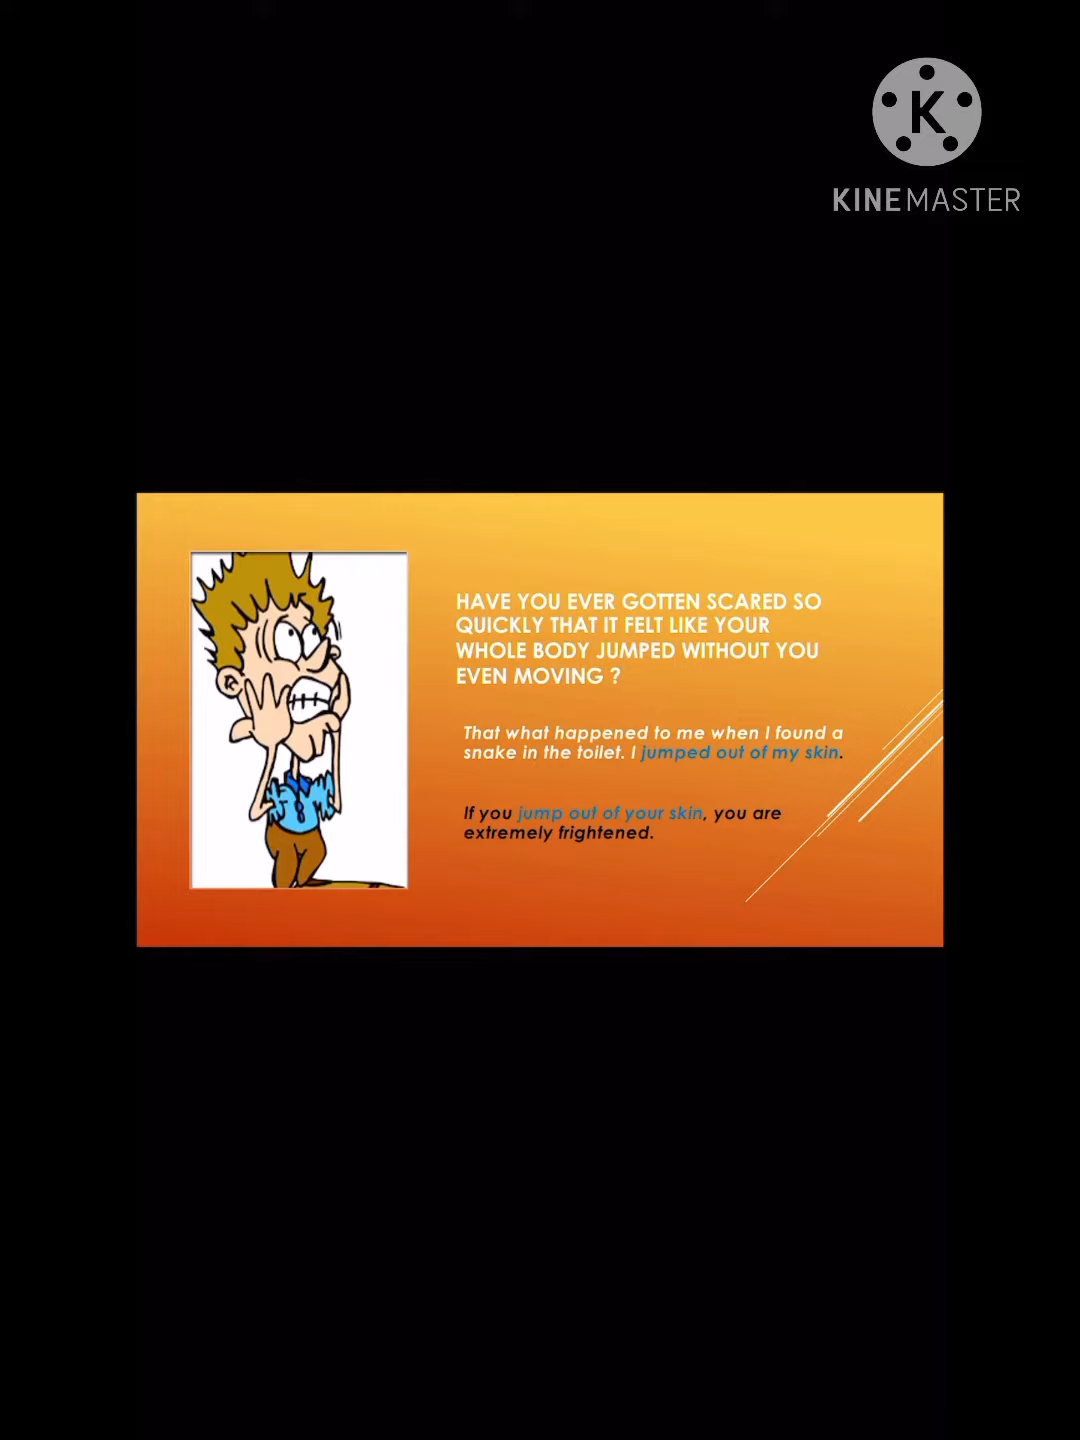 K
KINEMASTER
HAVE YOU EVER GOTTEN SCARED SO
QUICKLY THAT IT FELT LIKE YOUR
WHOLE BODY JUMPED WITHOUT YOU
EVEN MOVING ?
That what happened to me when I found a
snake in the toilet. I jumped out of my skin.
If you jump out of your skin, you are
extremely frightened.